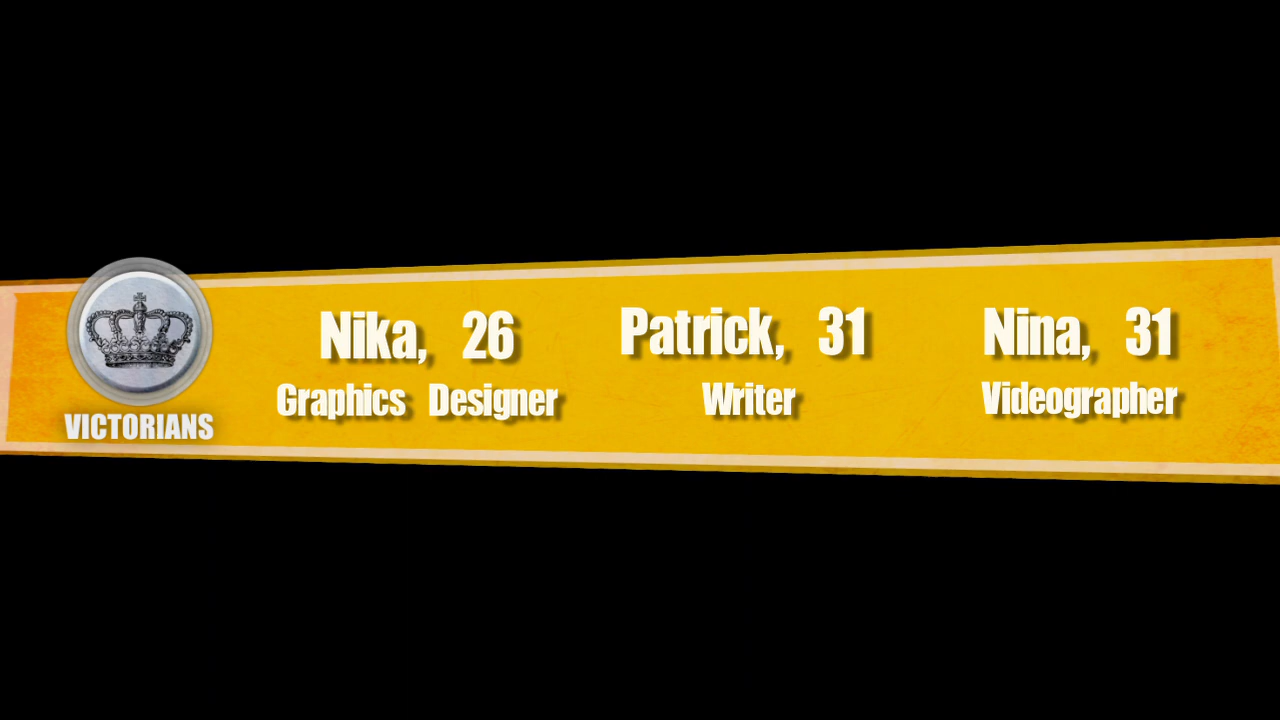 Nika, 26
Graphics Designer
Patrick, 31
Writer
Nina, 31
Videographer
VICTORIANS